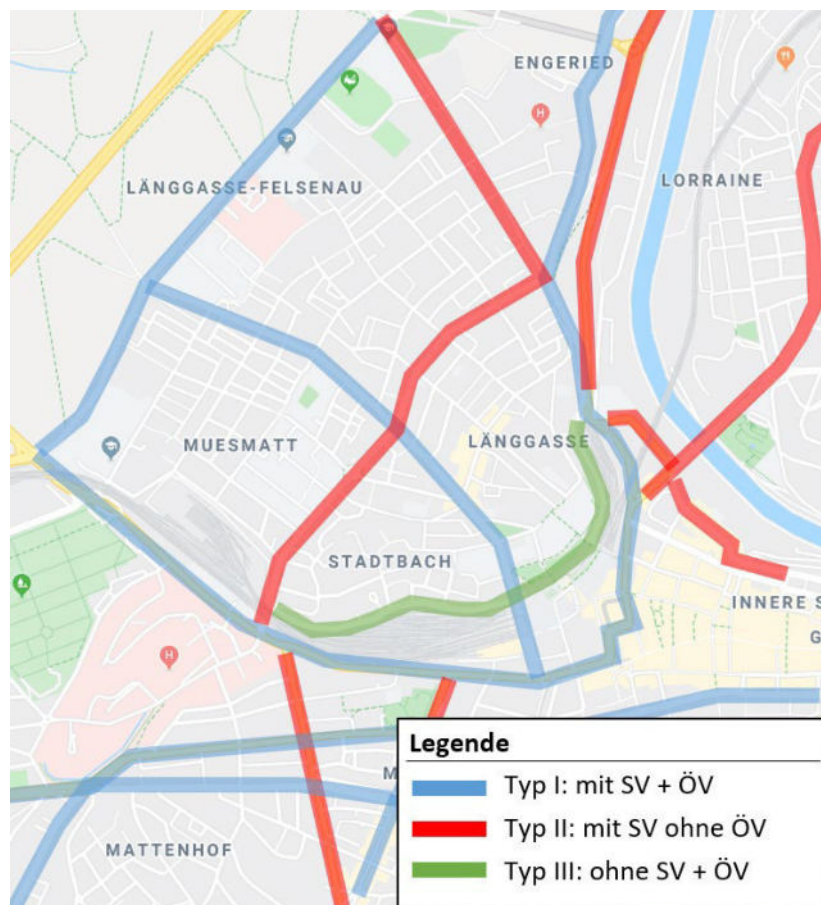 ENGERIED
LÄNGGASSE-FELSENAU
LORRAINE
H
MUESMATT
LÄNGGASSE
STADTBACH
INNERE S
G
H
M
MATTENHOF
Legende
Typ I: mit SV + ÖV
Typ II: mit SV ohne ÖV
Typ III: ohne SV + ÖV